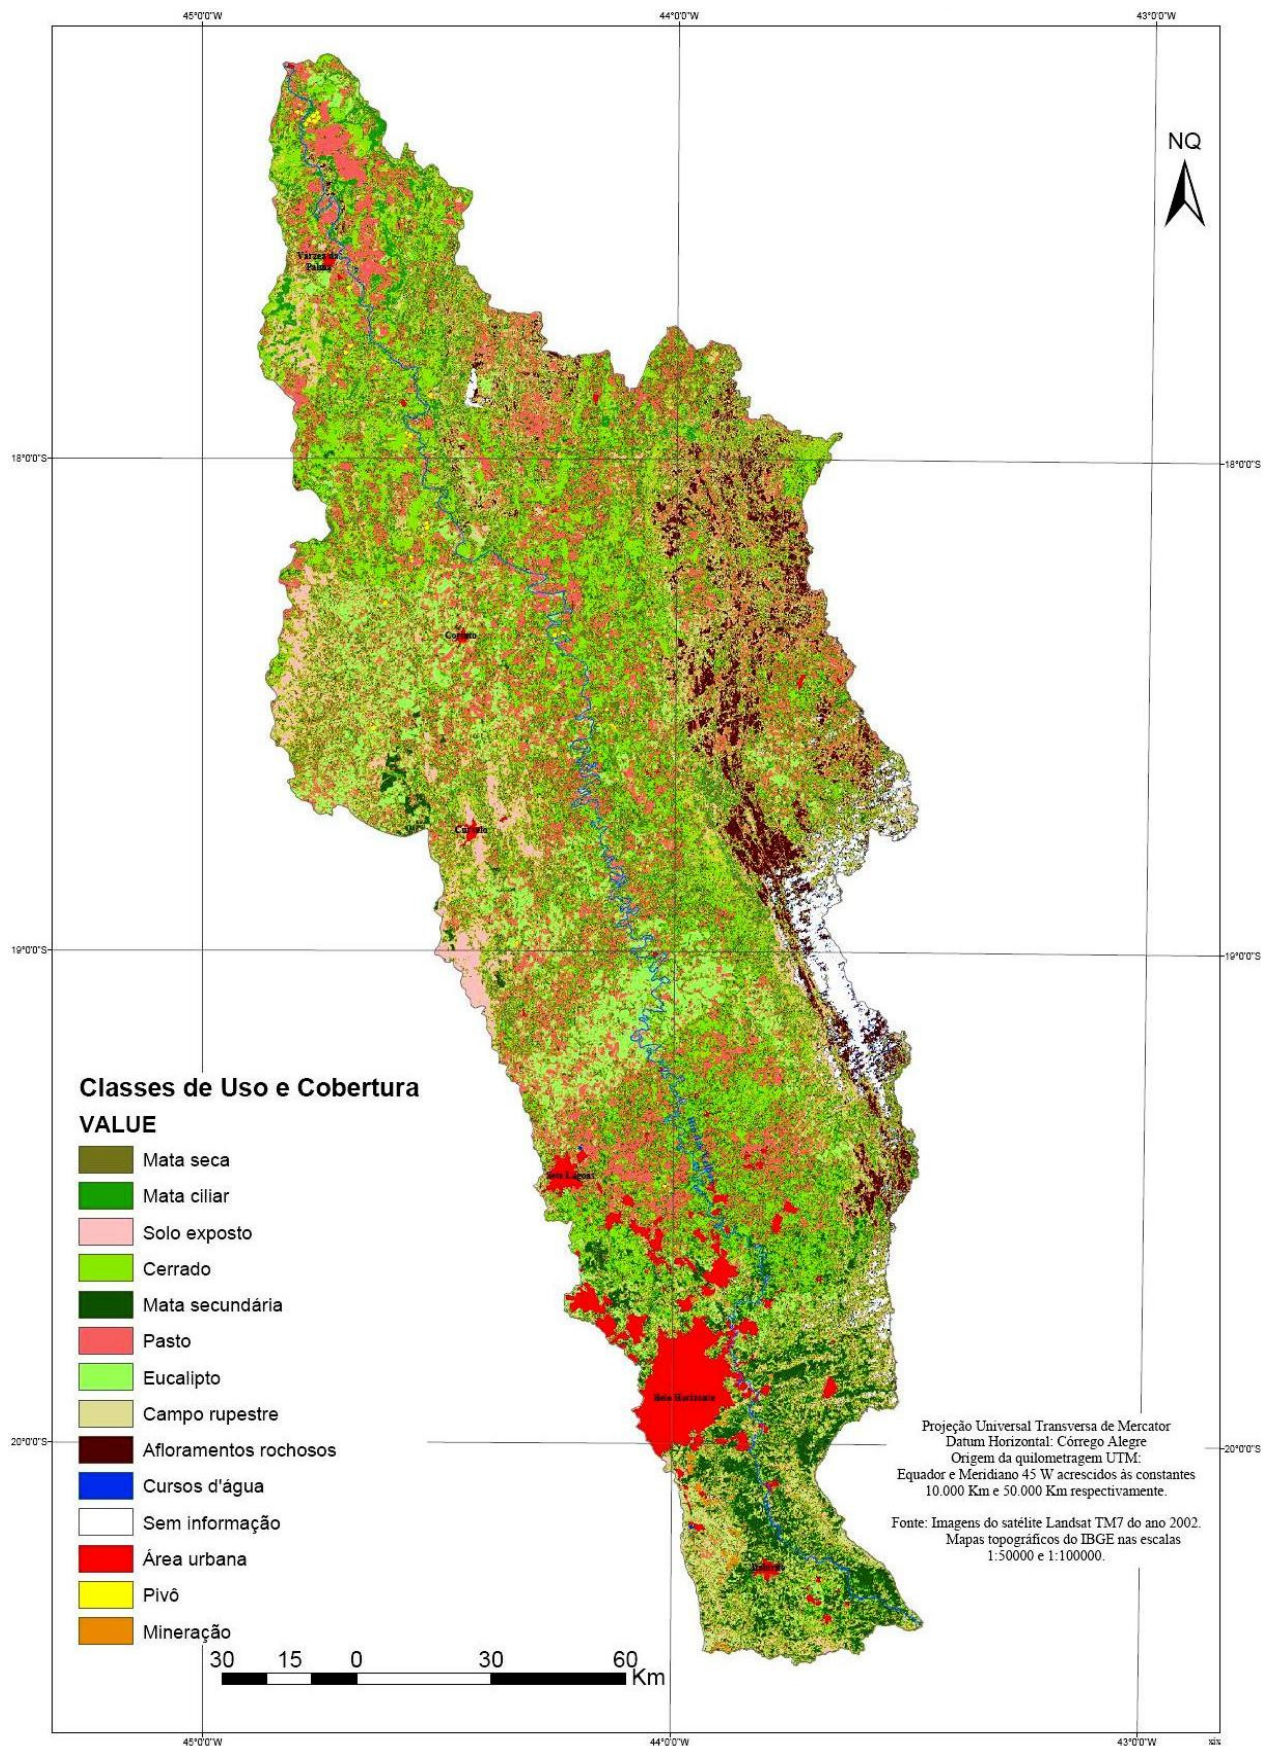 45°0'0"W
44°0'0"W
43°0'0"W
NQ
Várzea da
Palma
18°0'0"S
18°0'0"S
Corinto
Curvelo
19°0'0"S
19°0'0"S
Classes de Uso e Cobertura
VALUE
Mata seca
Mata ciliar
Solo exposto
Cerrado
Mata secundária
Pasto
Eucalipto
Campo rupestre
Afloramentos rochosos
Cursos d'água
Sem informação
Área urbana
Pivô
Mineração
Sete Lagoas
Belo Horizonte
20°0'0"S
20°0'0"S
Projeção Universal Transversa de Mercator
Datum Horizontal: Córrego Alegre
Origem da quilometragem UTM:
Equador e Meridiano 45 W acrescidos às constantes
10.000 Km e 50.000 Km respectivamente.
Fonte: Imagens do satélite Landsat TM7 do ano 2002.
Mapas topográficos do IBGE nas escalas
1:50000 e 1:100000.
30 15 0 30 60
Km
45°0'0"W
44°0'0"W
43°0'0"W